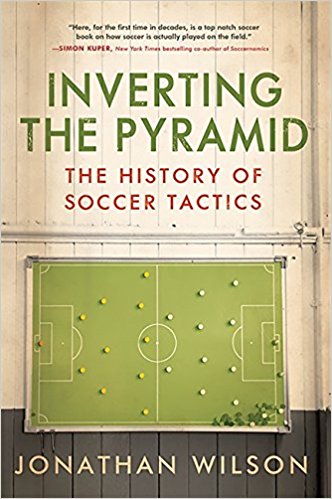 "Here, for the first time in decades, is a top notch soccer
book on how soccer is actually played on the field."
—SIMON KUPER, New York Times bestselling co-author of Soccernomics
INVERTING
THE PYRAMID
THE HISTORY OF
SOCCER TACT!CS
JONATHAN WILSON